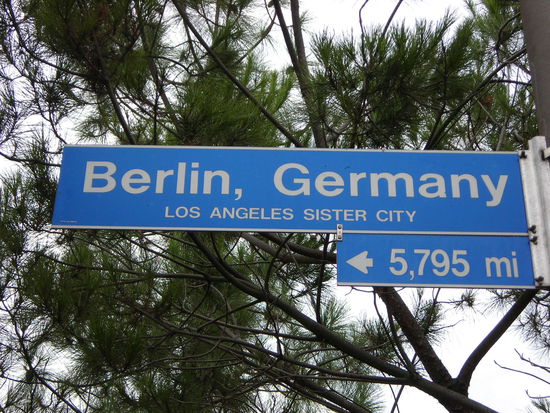 Berlin, Germany
LOS ANGELES SISTER CITY
← 5,795 mi